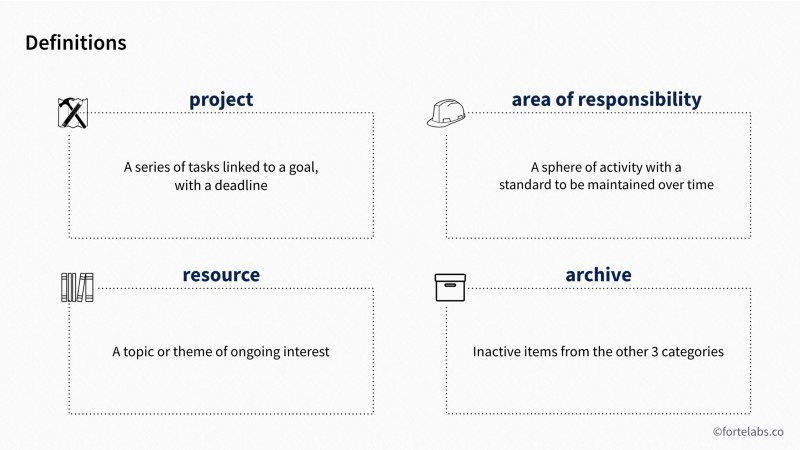 Definitions
project
A series of tasks linked to a goal,
with a deadline
area of responsibility
A sphere of activity with a
standard to be maintained over time
resource
A topic or theme of ongoing interest
archive
Inactive items from the other 3 categories
©fortelabs.co